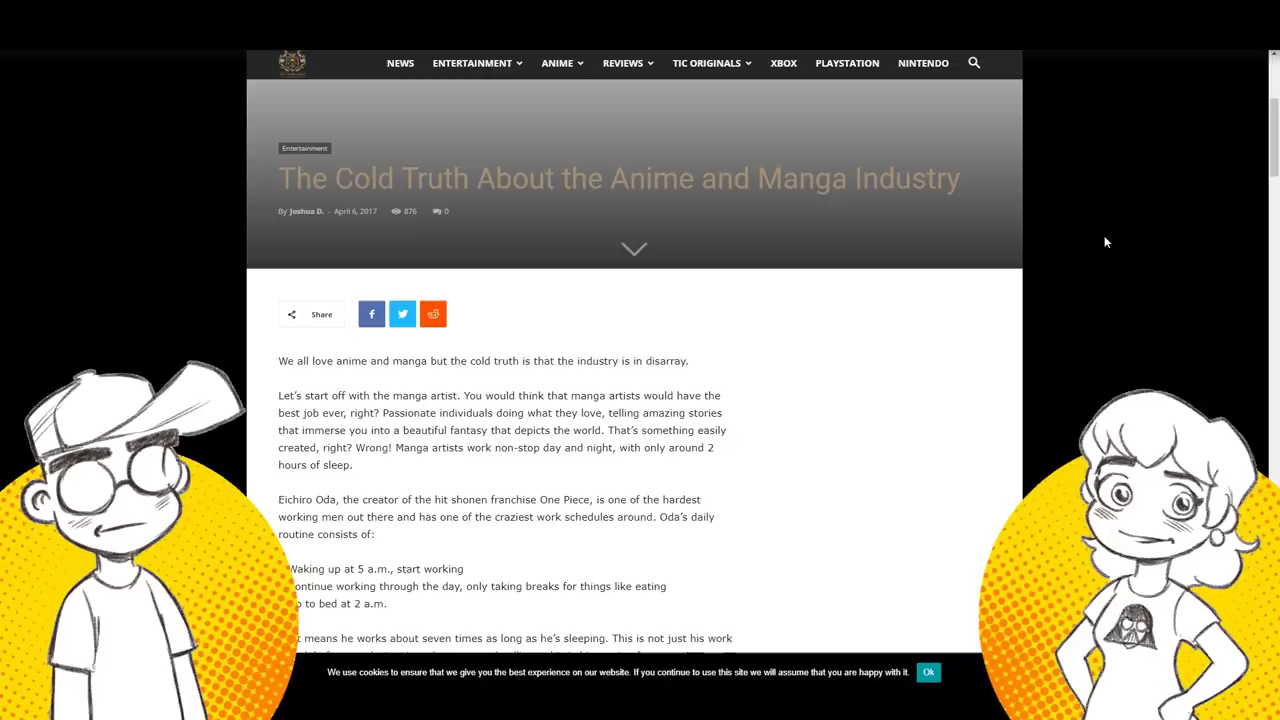 NEWS ENTERTAINMENT ANIME REVIEWS TIC ORIGINALS XBOX PLAYSTATION NINTENDO
Entertainment
The Cold Truth About the Anime and Manga Industry
By Joshua D. - April 6, 2017 876 0
Share
We all love anime and manga but the cold truth is that the industry is in disarray.
Let's start off with the manga artist. You would think that manga artists would have the
best job ever, right? Passionate individuals doing what they love, telling amazing stories
that immerse you into a beautiful fantasy that depicts the world. That's something easily
created, right? Wrong! Manga artists work non-stop day and night, with only around 2
hours of sleep.
Eichiro Oda, the creator of the hit shonen franchise One Piece, is one of the hardest
working men out there and has one of the craziest work schedules around. Oda's daily
routine consists of:
Waking up at 5 a.m., start working
working through the day, only taking breaks for things like eating
to bed at 2 a.m.
means he works about seven times as long as he's sleeping. This is not just his work
We use cookies to ensure that we give you the best experience on our website. If you continue to use this site we will assume that you are happy with it. Ok